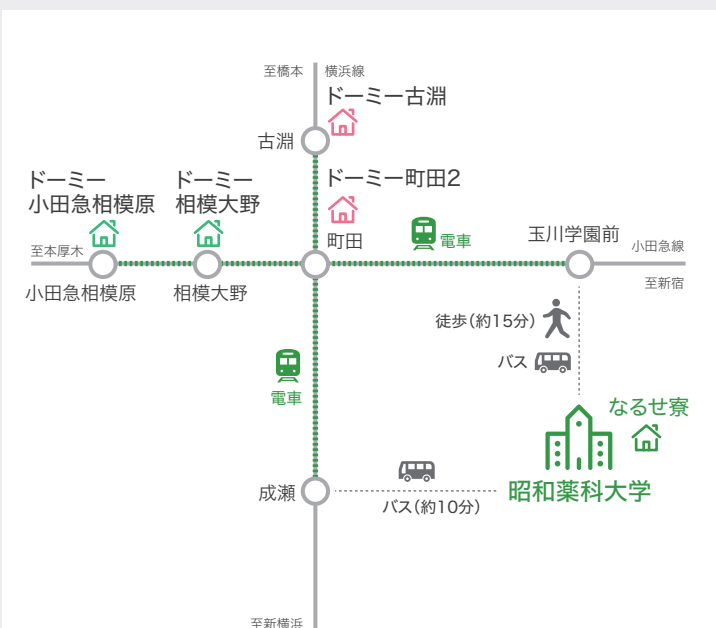 至橋本
横浜線
ドーミー古淵
古淵
ドーミー
小田急相模原
ドーミー
相模大野
ドーミー町田2
町田
電車
玉川学園前
小田急線
至本厚木
至新宿
小田急相模原
相模大野
徒歩(約15分)
バス
電車
なるせ寮
昭和薬科大学
成瀬
バス(約10分)
至新横浜